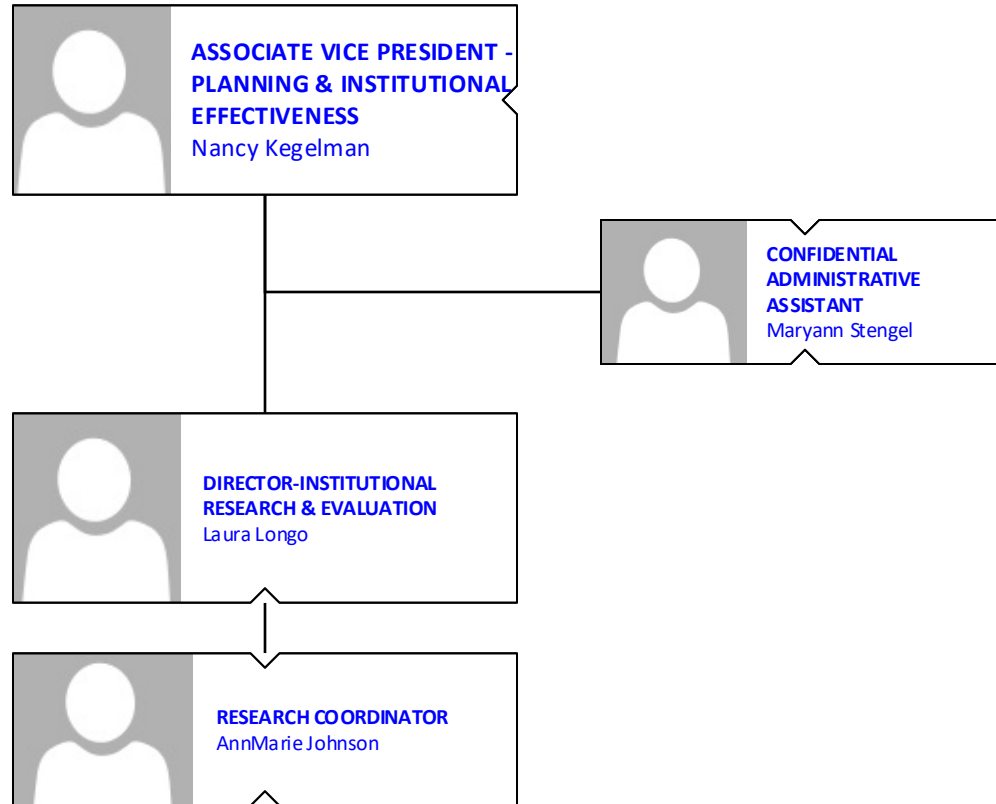 ASSOCIATE VICE PRESIDENT -
PLANNING & INSTITUTIONAL
EFFECTIVENESS
Nancy Kegelman
CONFIDENTIAL
ADMINISTRATIVE
ASSISTANT
Maryann Stengel
DIRECTOR-INSTITUTIONAL
RESEARCH & EVALUATION
Laura Longo
RESEARCH COORDINATOR
AnnMarie Johnson